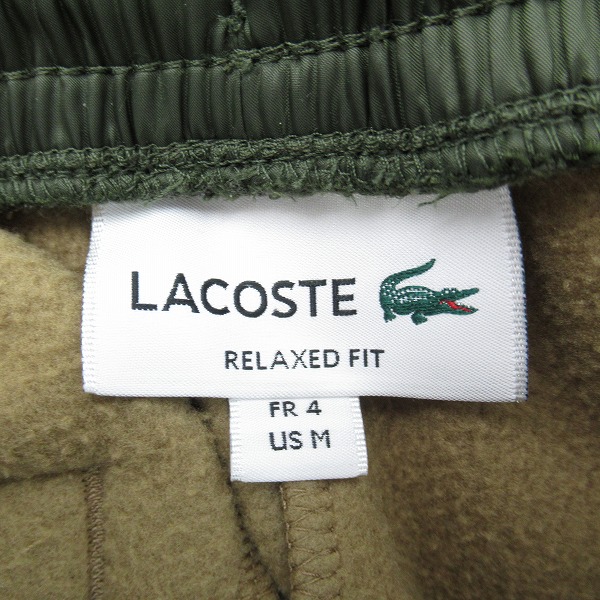 LACOSTE
RELAXED FIT
FR 4
US M